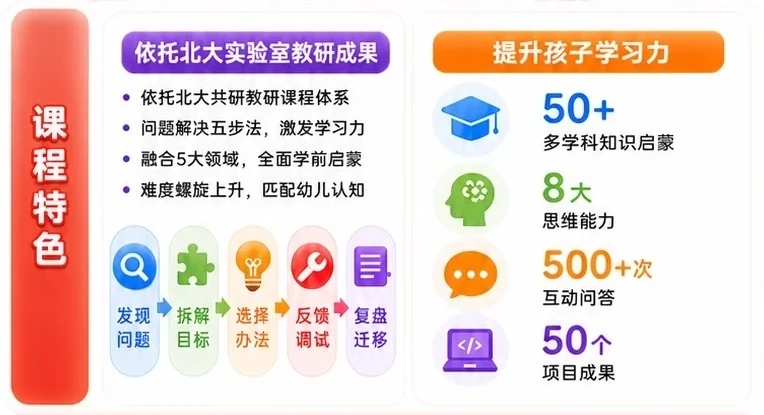 课程特色
依托北大实验室教研成果
依托北大共研教研课程体系
问题解决五步法，激发学习力
融合5大领域，全面学前启蒙
难度螺旋上升，匹配幼儿认知
发现
问题
拆解
目标
选择
办法
反馈
调试
复盘
迁移
提升孩子学习力
50+
多学科知识启蒙
8大
思维能力
500+次
互动问答
</>
50个
项目成果